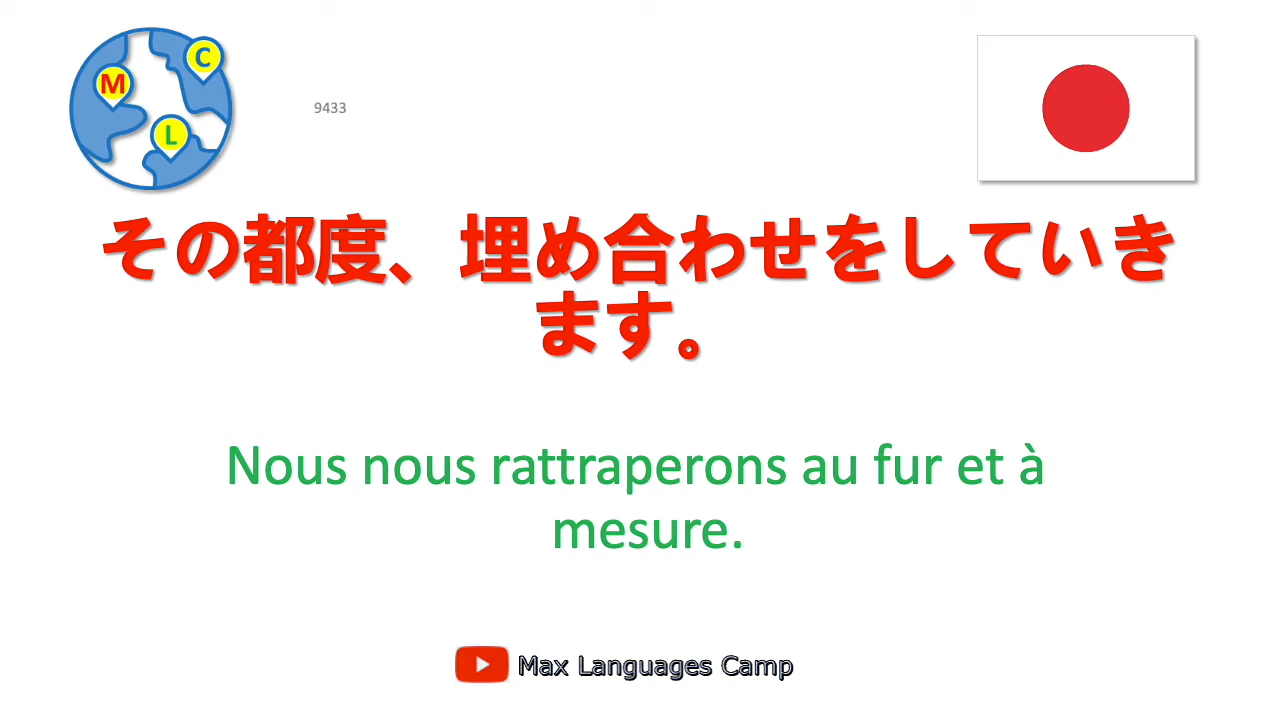 C
M
L
9433
その都度、埋め合わせをしていき
ます。
Nous nous rattraperons au fur et à
mesure.
Max Languages Camp